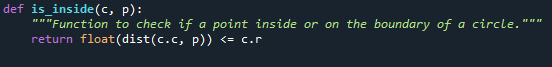 def is_inside(c, p):
    """Function to check if a point inside or on the boundary of a circle."""
    return float(dist(c.c, p)) <= c.r